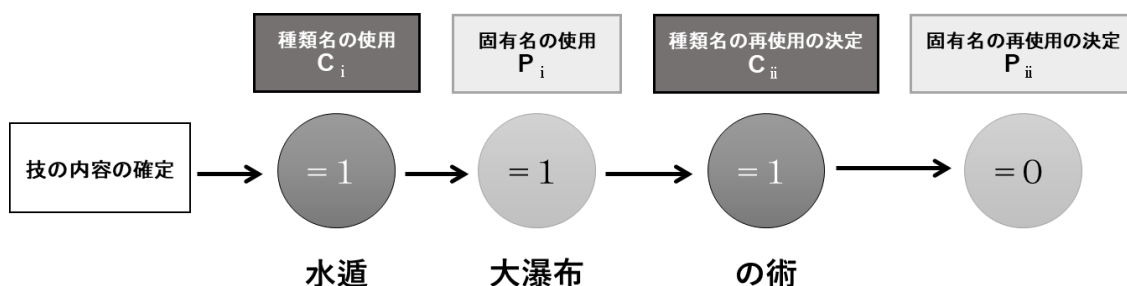 種類名の使用
C ⅰ
固有名の使用
P ⅰ
種類名の再使用の決定
C ⅱ
固有名の再使用の決定
P ⅱ
技の内容の確定
=1
=1
=1
=0
水遁
大瀑布
の術